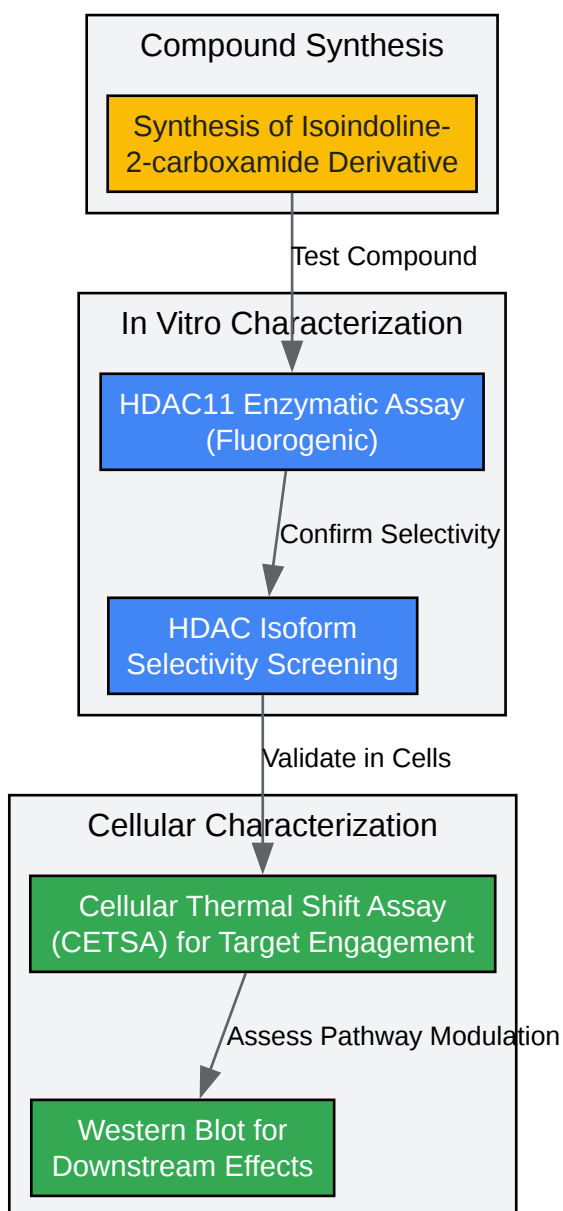 Compound Synthesis
Synthesis of Isoindoline-
2-carboxamide Derivative
Test Compound
In Vitro Characterization
HDAC11 Enzymatic Assay
(Fluorogenic)
Confirm Selectivity
HDAC Isoform
Selectivity Screening
Validate in Cells
Cellular Characterization
Cellular Thermal Shift Assay
(CETSA) for Target Engagement
Assess Pathway Modulation
Western Blot for
Downstream Effects